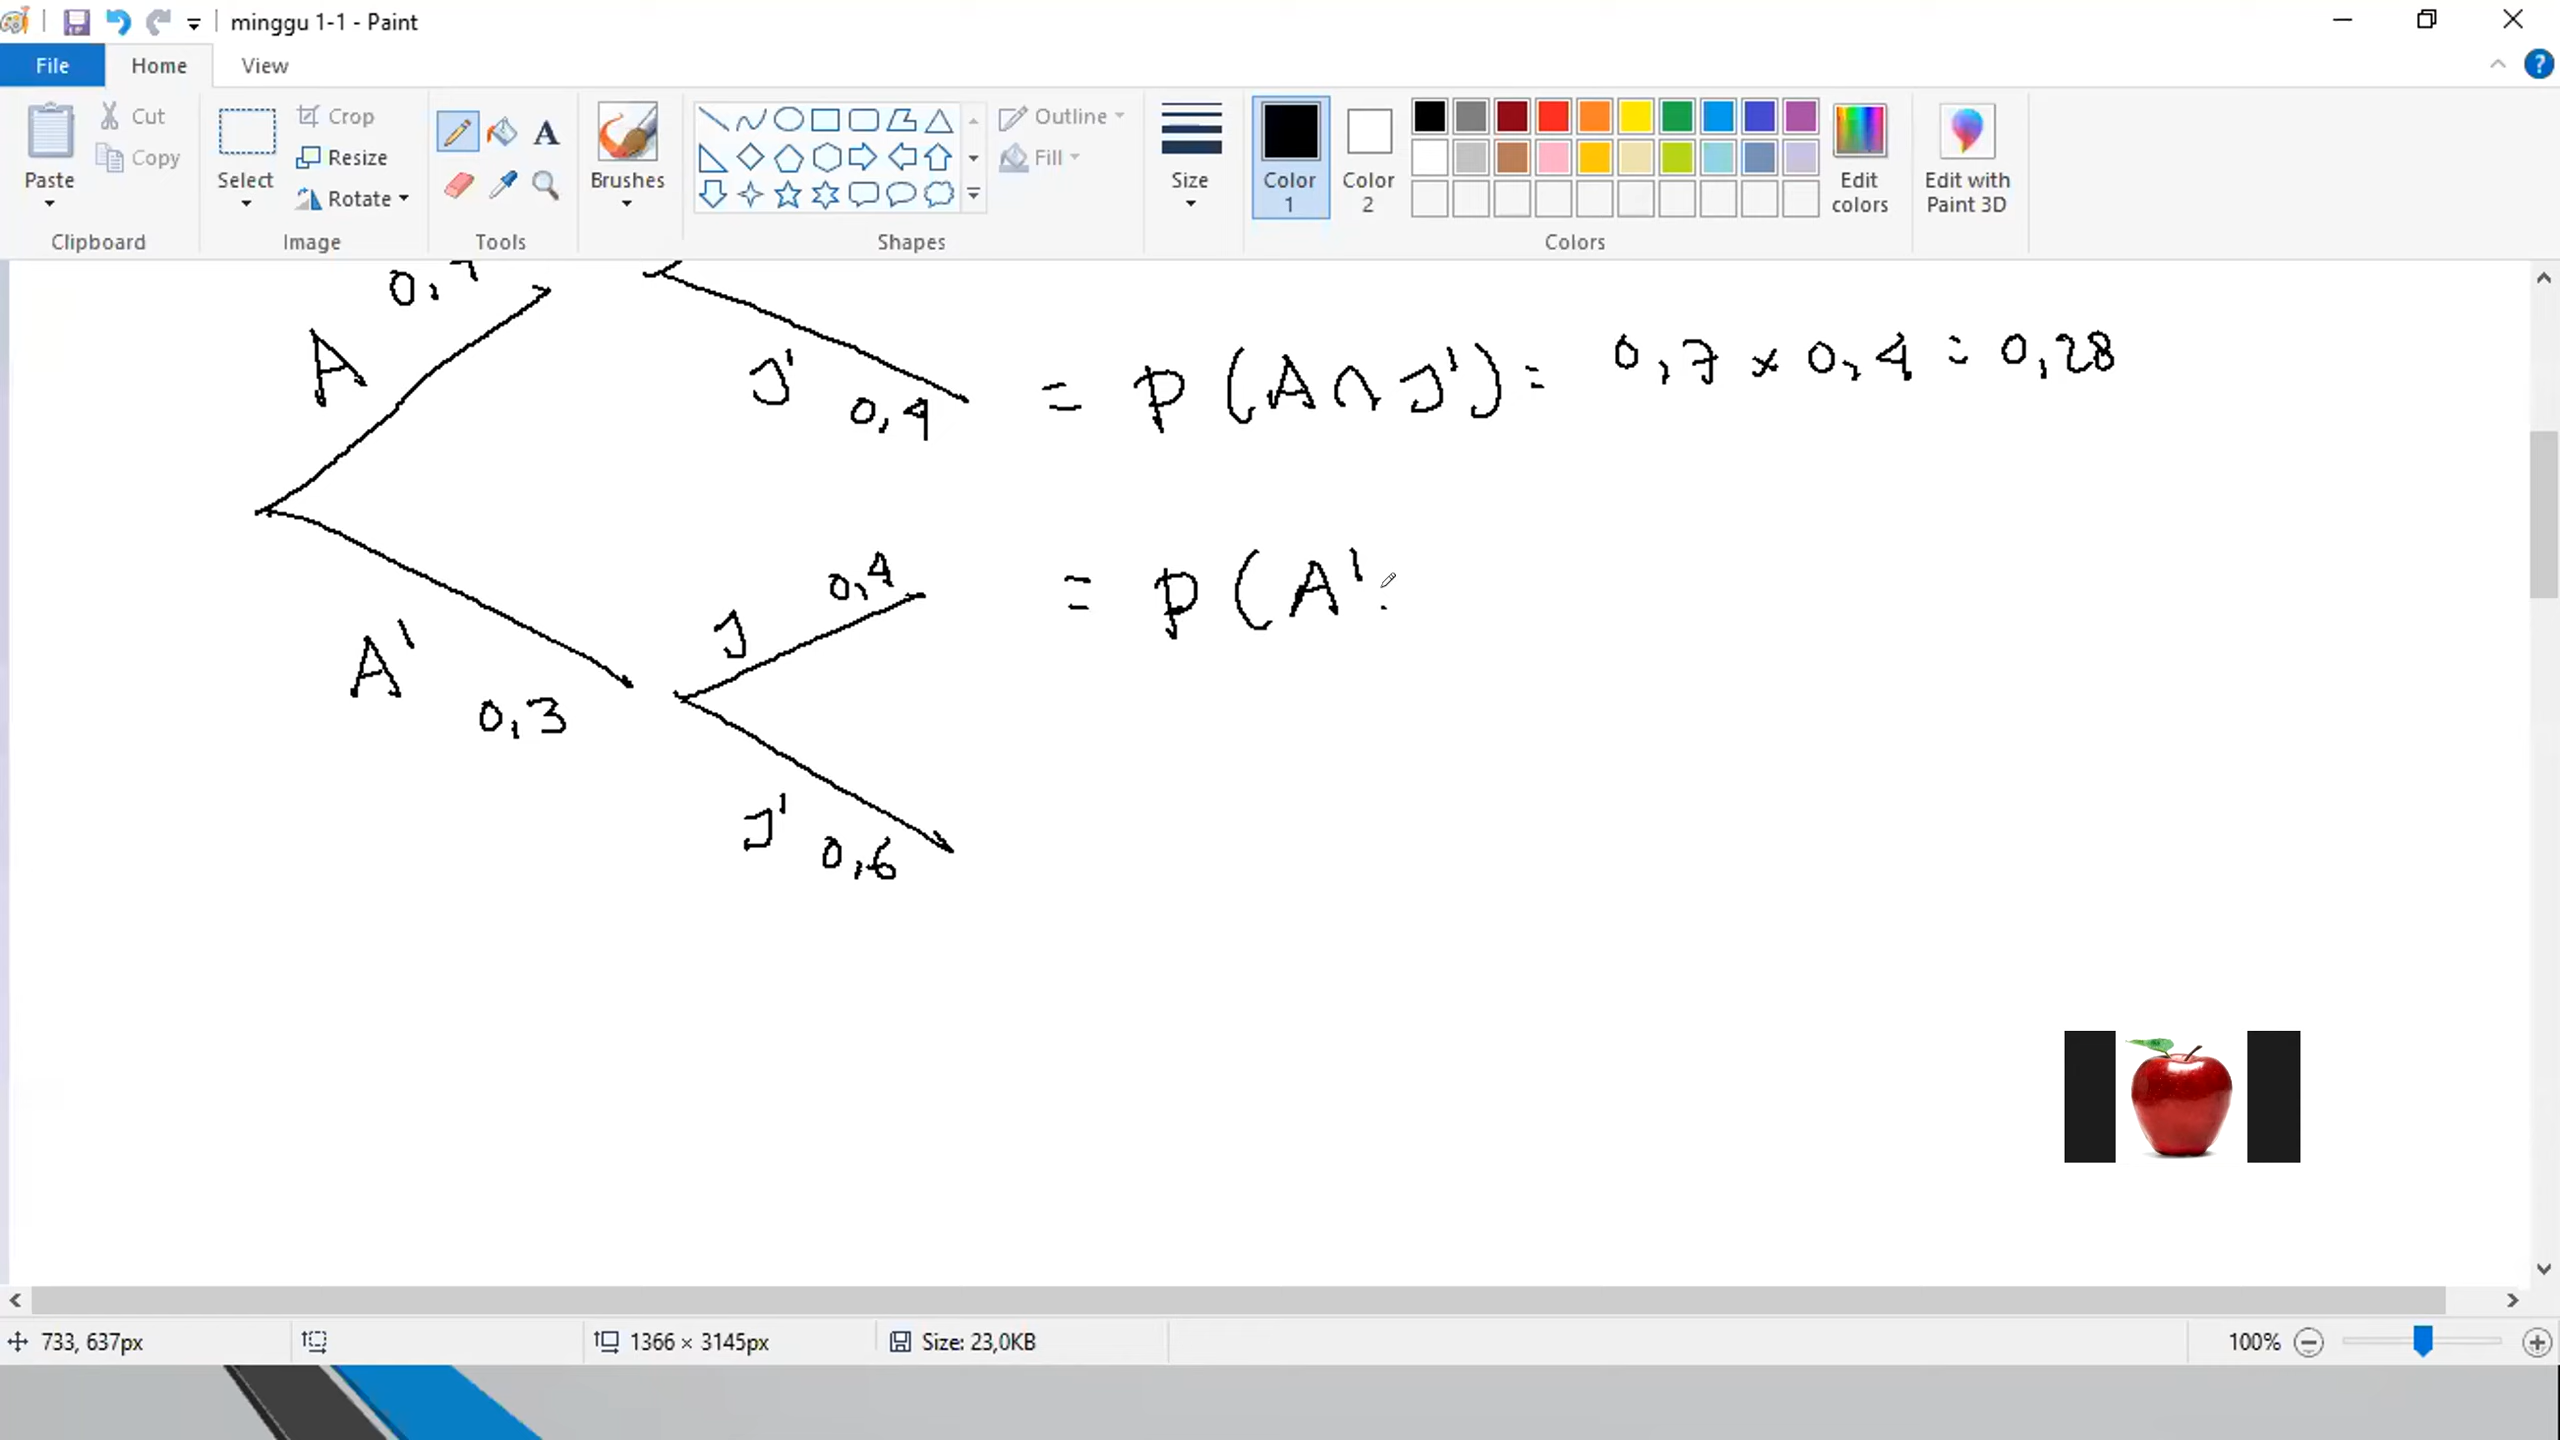 minggu 1-1 - Paint
File Home View
Paste Cut Copy Select Crop Resize Rotate Brushes Outline Fill Size Color 1 Color 2 Edit colors Edit with Paint 3D
Clipboard Image Tools Shapes Colors
A
J' 0,4 = P (A∩J') = 0,7 × 0,4 = 0,28
J 0,4 = P (A'
A' 0,3
J' 0,6
733, 637px 1366 × 3145px Size: 23,0KB 100%